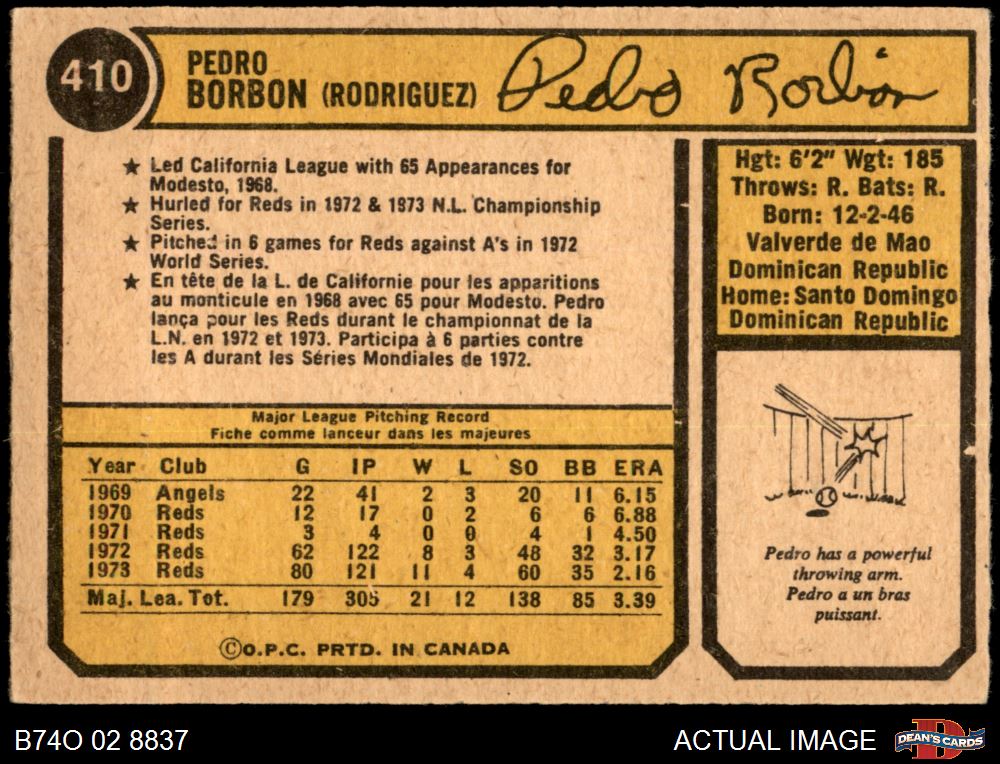 410
PEDRO
BORBON (RODRIGUEZ)
Pedro Borbon
★ Led California League with 65 Appearances for
Modesto, 1968.
★ Hurled for Reds in 1972 & 1973 N.L. Championship
Series.
★ Pitched in 6 games for Reds against A's in 1972
World Series.
★ En tête de la L. de Californie pour les apparitions
au monticule en 1968 avec 65 pour Modesto. Pedro
lança pour les Reds durant le championnat de la
L.N. en 1972 et 1973. Participa à 6 parties contre
les A durant les Séries Mondiales de 1972.
Major League Pitching Record
Fiche comme lanceur dans les majeures
Year Club G IP W L SO BB ERA
1969 Angels 22 41 2 3 20 11 6.15
1970 Reds 12 17 0 2 6 6 6.88
1971 Reds 3 4 0 0 4 1 4.50
1972 Reds 62 122 8 3 48 32 3.17
1973 Reds 80 121 11 4 60 35 2.16
Maj. Lea. Tot. 179 305 21 12 138 85 3.39
©O.P.C. PRTD. IN CANADA
Hgt: 6'2" Wgt: 185
Throws: R. Bats: R.
Born: 12-2-46
Valverde de Mao
Dominican Republic
Home: Santo Domingo
Dominican Republic
Pedro has a powerful
throwing arm.
Pedro a un bras
puissant.
B74O 02 8837
ACTUAL IMAGE
D
DEAN'S CARDS